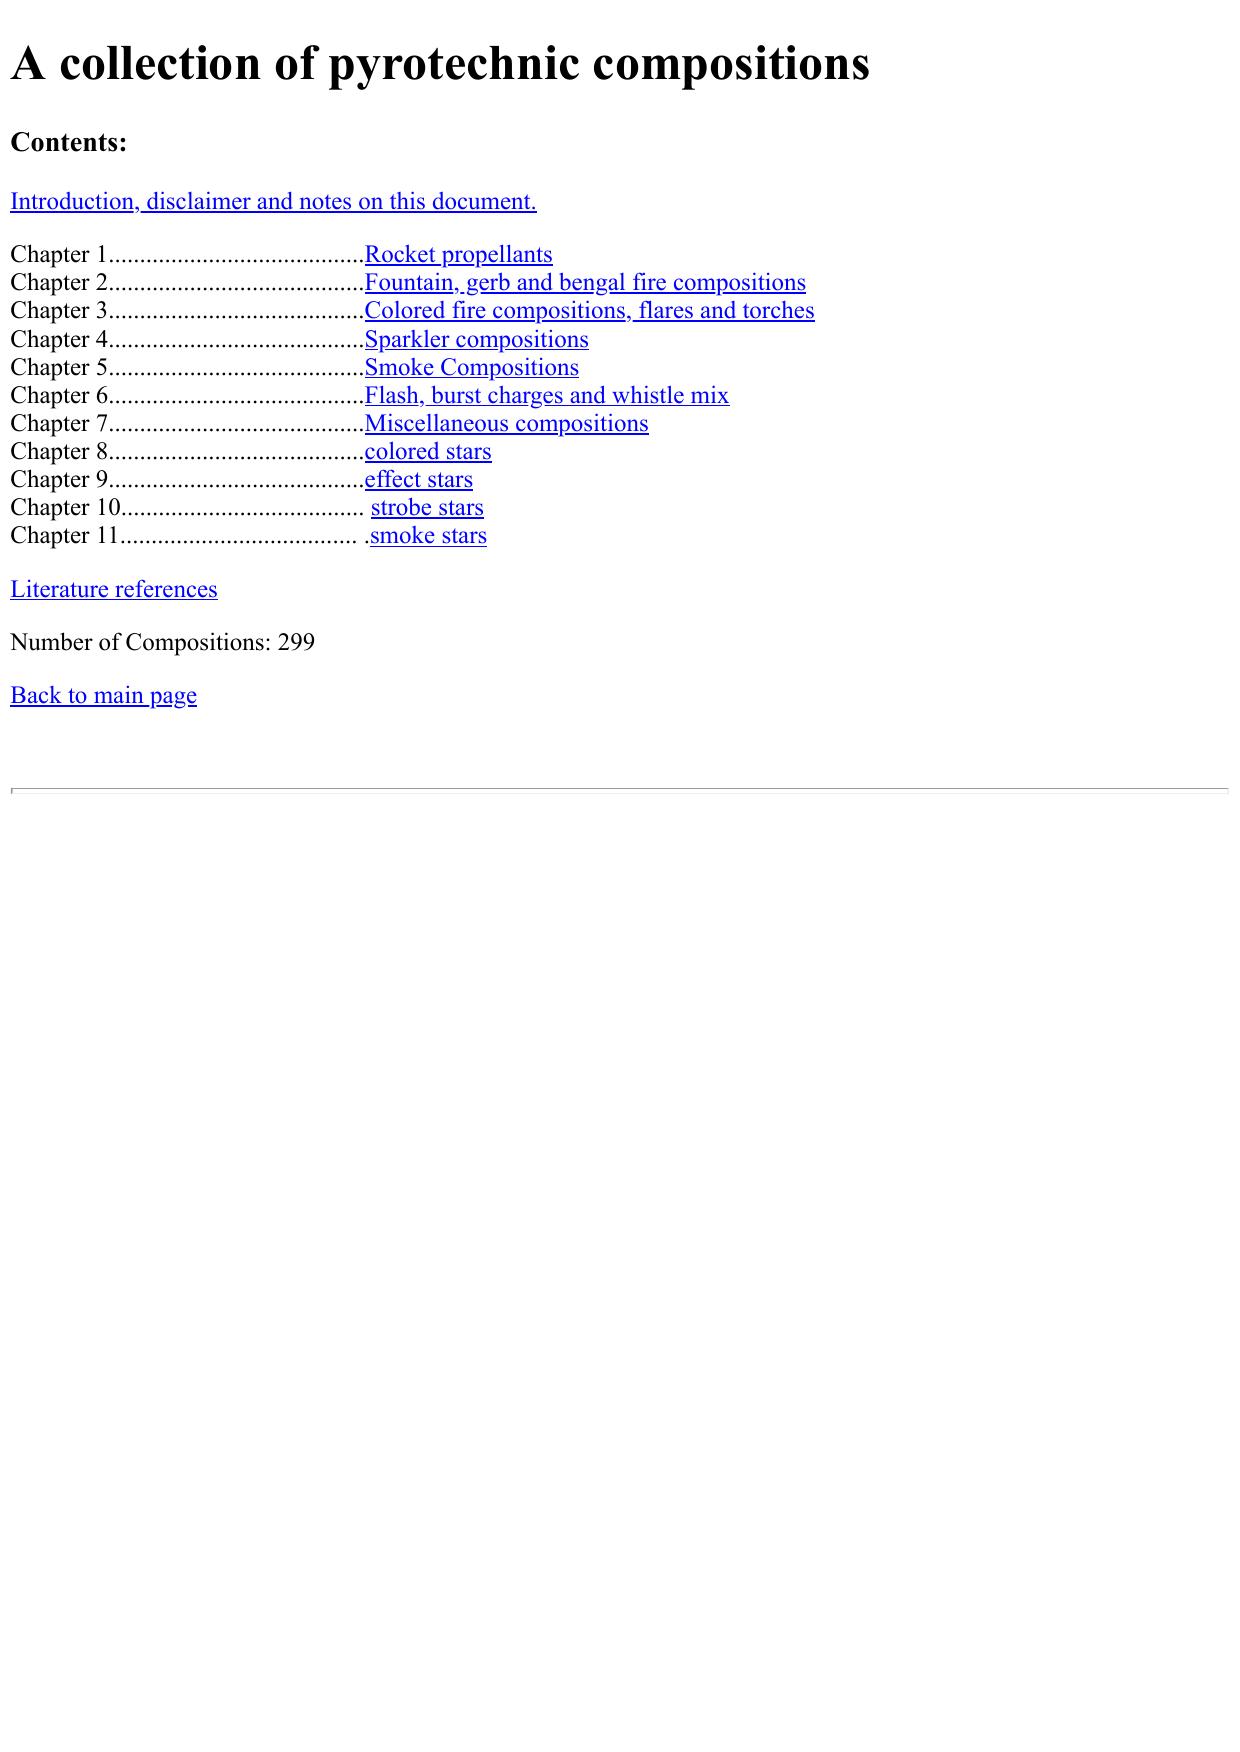 A collection of pyrotechnic compositions
Contents:
Introduction, disclaimer and notes on this document.
Chapter 1.........................................Rocket propellants
Chapter 2.........................................Fountain, gerb and bengal fire compositions
Chapter 3.........................................Colored fire compositions, flares and torches
Chapter 4.........................................Sparkler compositions
Chapter 5.........................................Smoke Compositions
Chapter 6.........................................Flash, burst charges and whistle mix
Chapter 7.........................................Miscellaneous compositions
Chapter 8.........................................colored stars
Chapter 9.........................................effect stars
Chapter 10....................................... strobe stars
Chapter 11...................................... .smoke stars
Literature references
Number of Compositions: 299
Back to main page